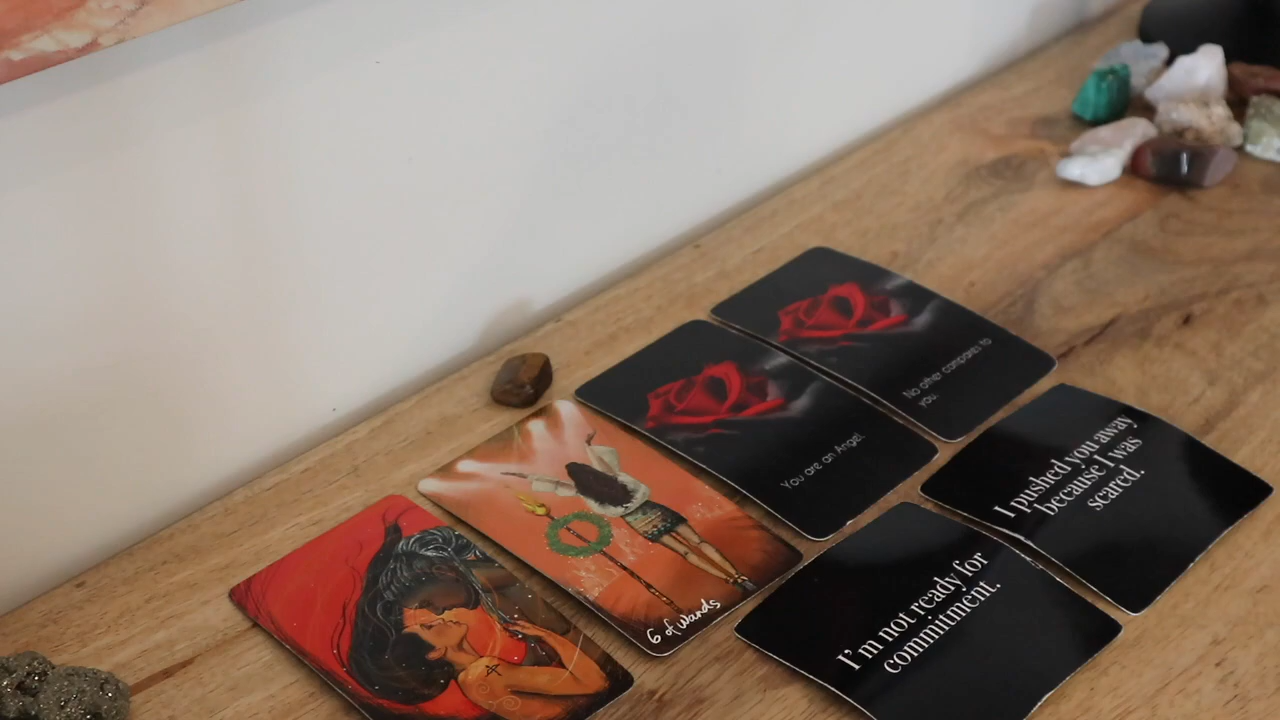 No other compares to
you.
You are an Angel.
6 of Wands
I pushed you away
because I was
scared.
I'm not ready for
commitment.